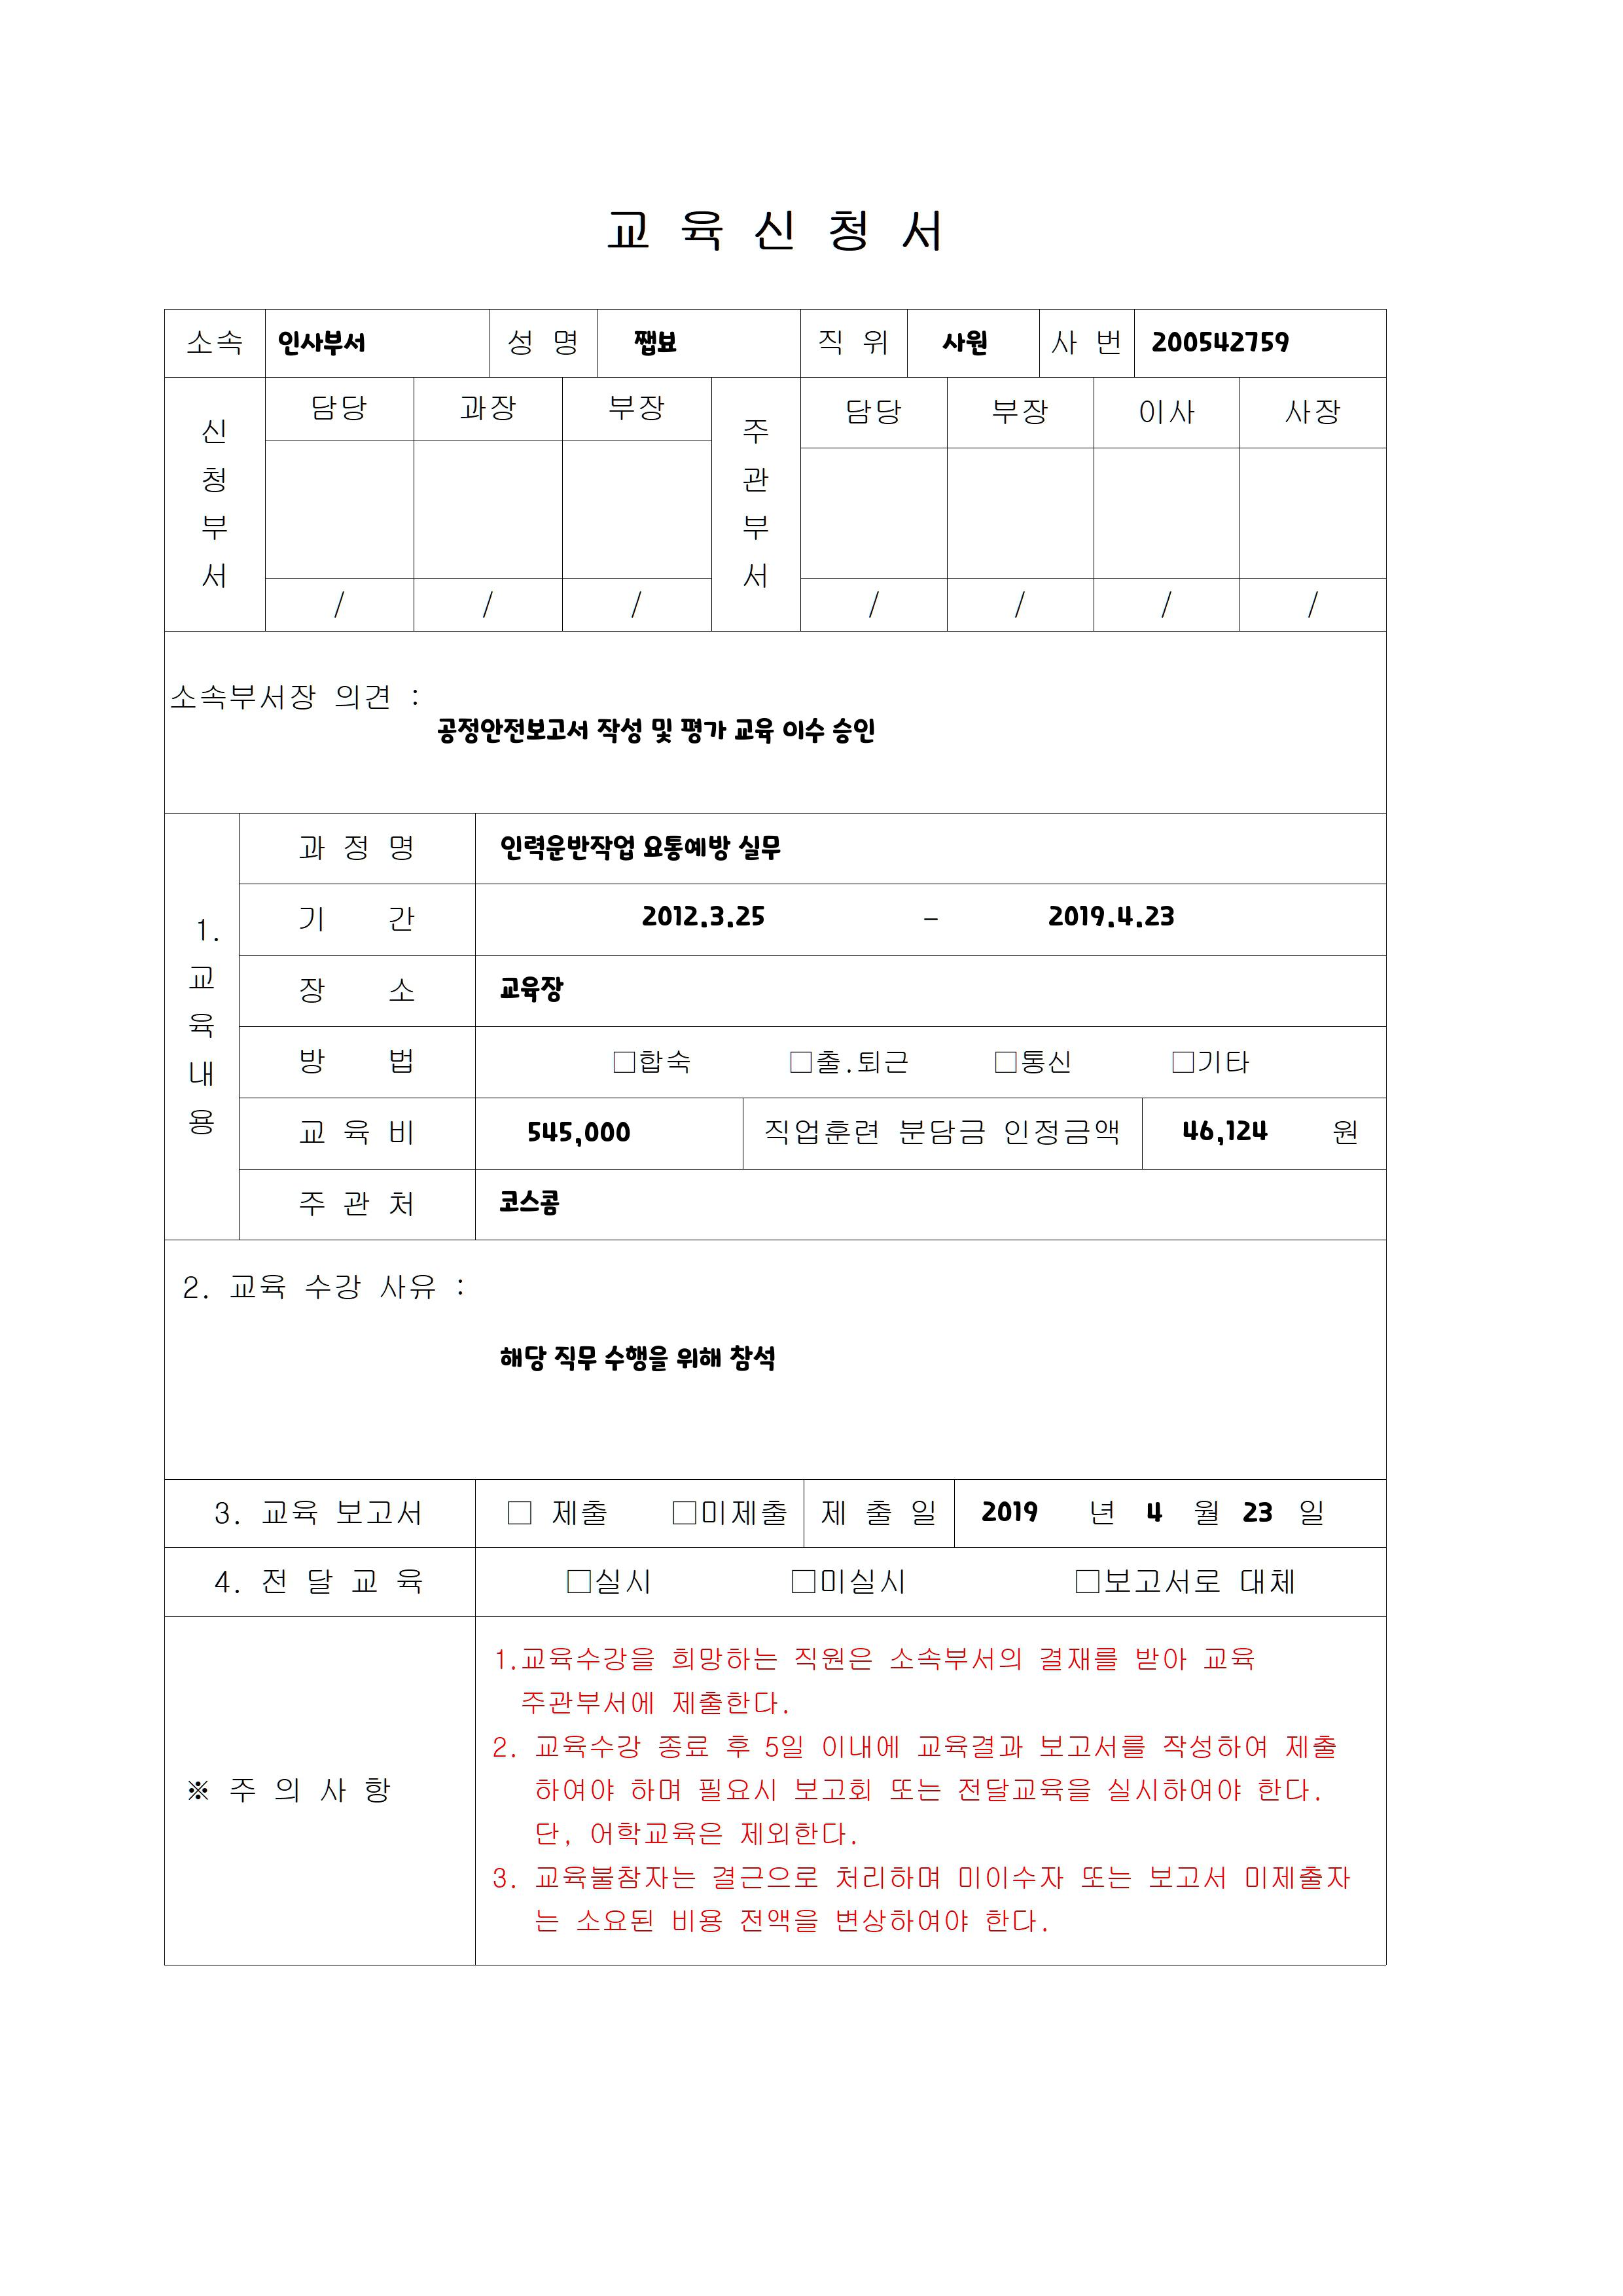 교 육 신 청 서
소속 인사부서 성 명 쨉보 직 위 사원 사 번 200542759
신청부서 담당 과장 부장 주관부서 담당 부장 이사 사장
/ / / / / / /
소속부서장 의견 :
공정안전보고서 작성 및 평가 교육 이수 승인
1. 교육내용
과 정 명 인력운반작업 요통예방 실무
기 간 2012.3.25 - 2019.4.23
장 소 교육장
방 법 □합숙 □출.퇴근 □통신 □기타
교 육 비 545,000 직업훈련 분담금 인정금액 46,124 원
주 관 처 코스콤
2. 교육 수강 사유 :
해당 직무 수행을 위해 참석
3. 교육 보고서 □ 제출 □미제출 제 출 일 2019 년 4 월 23 일
4. 전 달 교 육 □실시 □미실시 □보고서로 대체
※ 주 의 사 항
1.교육수강을 희망하는 직원은 소속부서의 결재를 받아 교육
주관부서에 제출한다.
2. 교육수강 종료 후 5일 이내에 교육결과 보고서를 작성하여 제출
하여야 하며 필요시 보고회 또는 전달교육을 실시하여야 한다.
단, 어학교육은 제외한다.
3. 교육불참자는 결근으로 처리하며 미이수자 또는 보고서 미제출자
는 소요된 비용 전액을 변상하여야 한다.